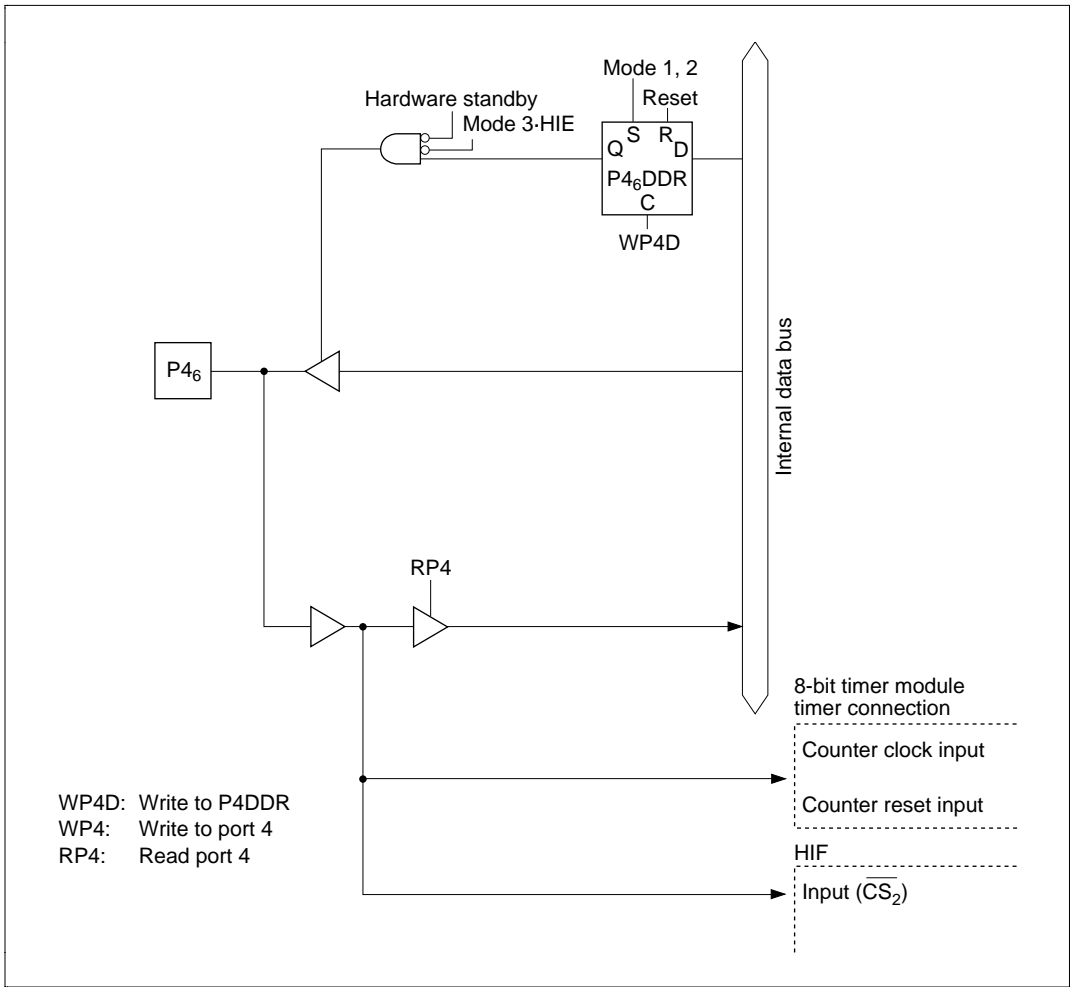 Mode 1, 2
Hardware standby
Reset
Mode 3·HIE
S R
Q D
P4₆DDR
C
WP4D
P4₆
Internal data bus
RP4
8-bit timer module
timer connection
Counter clock input
Counter reset input
WP4D: Write to P4DDR
WP4: Write to port 4
RP4: Read port 4
HIF
Input (C̅S̅₂)